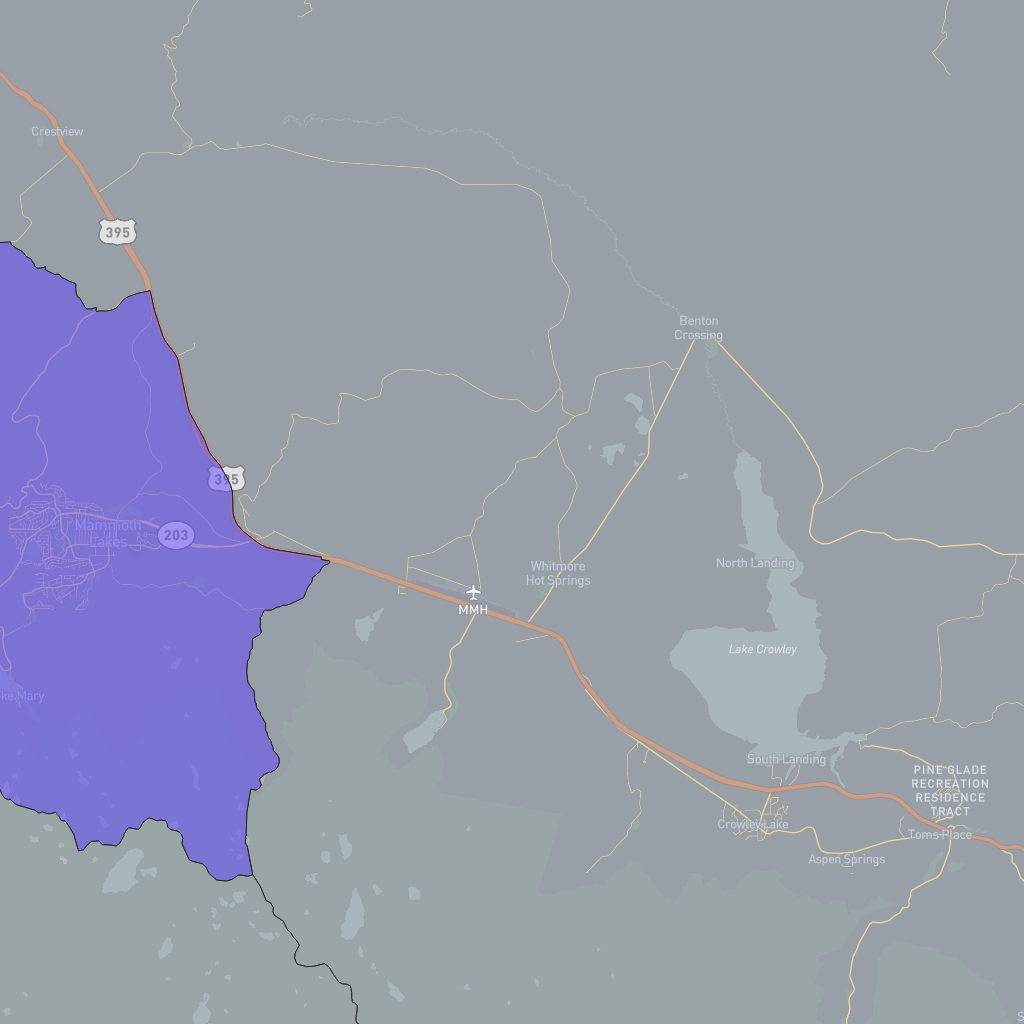 Crestview
395
Benton
Crossing
395
Mammoth
Lakes
203
Whitmore
Hot Springs
North Landing
MMH
Lake Crowley
ke Mary
South Landing
PINE GLADE
RECREATION
RESIDENCE
TRACT
Crowley Lake
Toms Place
Aspen Springs
S